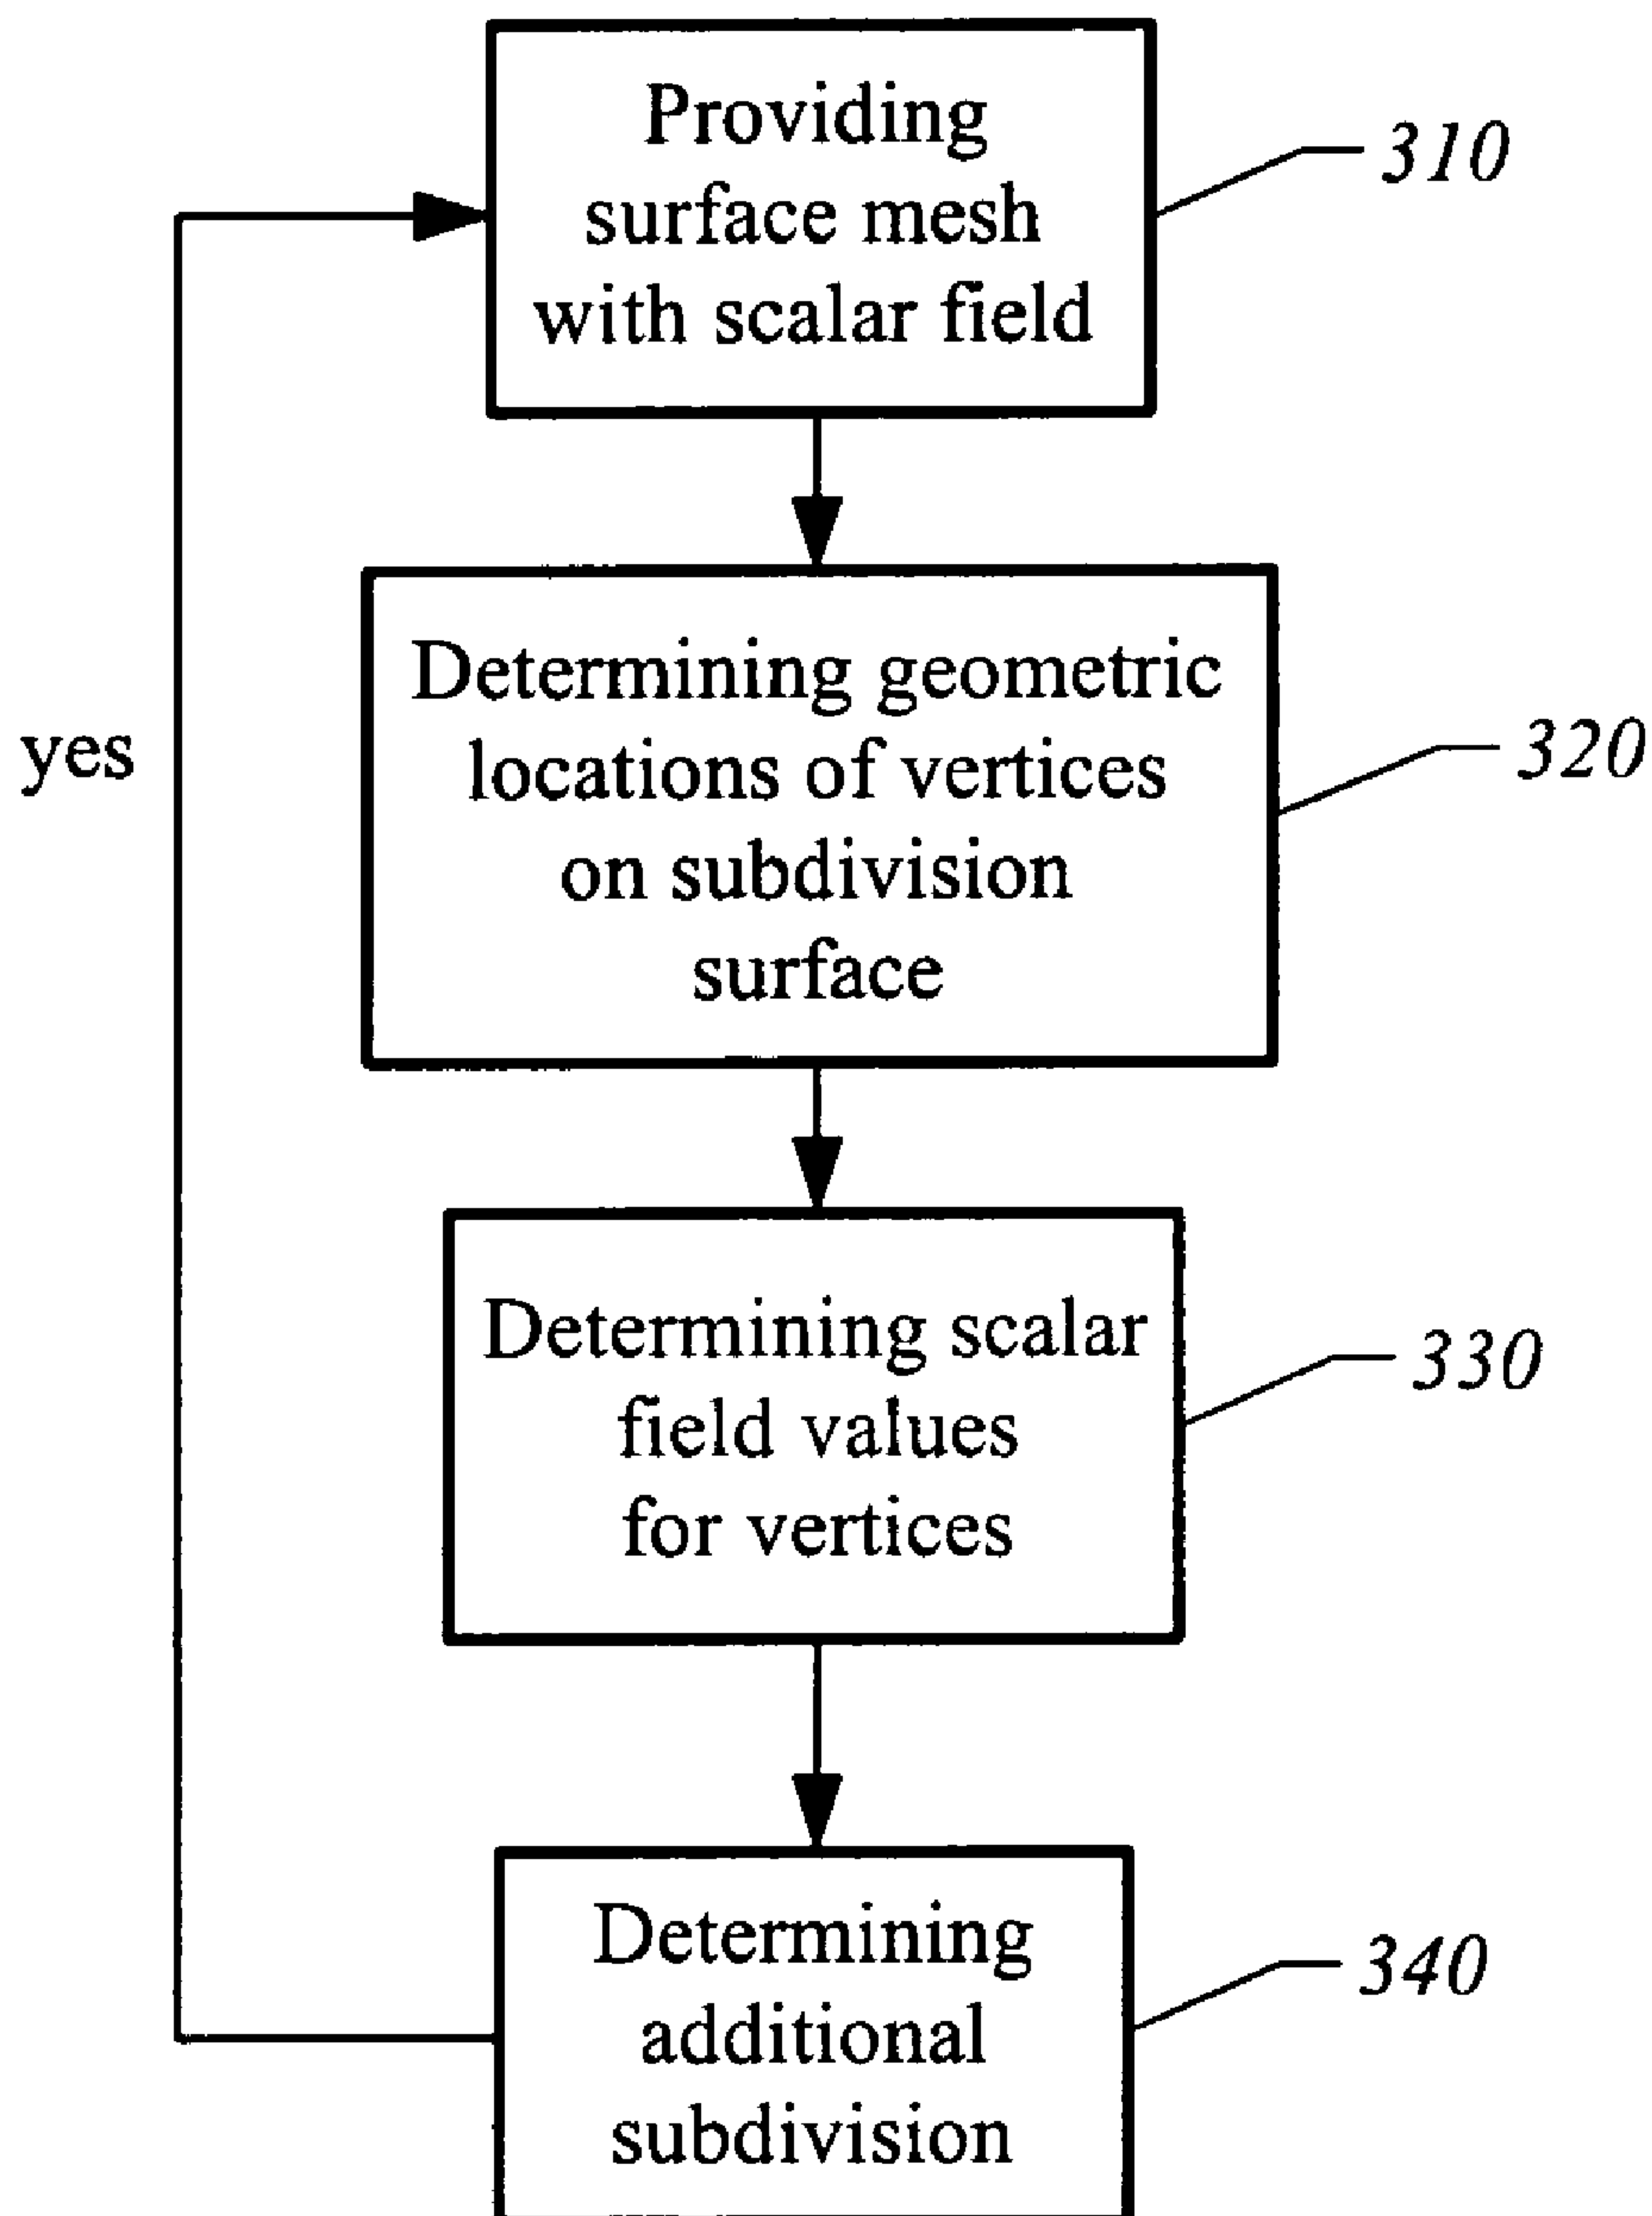 Providing
surface mesh
with scalar field
310
Determining geometric
locations of vertices
on subdivision
surface
320
yes
Determining scalar
field values
for vertices
330
Determining
additional
subdivision
340